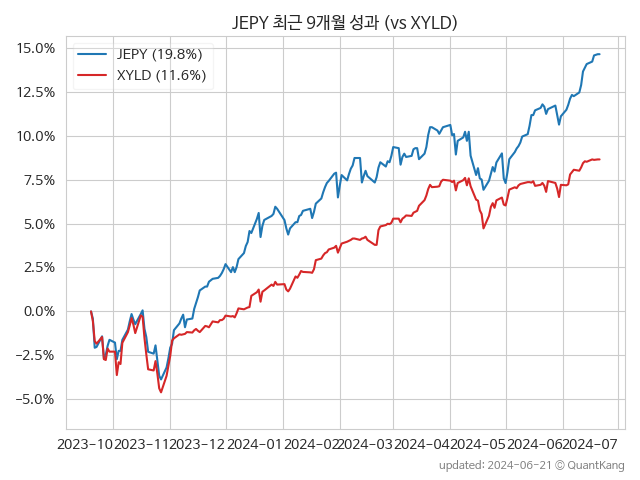 JEPY 최근 9개월 성과 (vs XYLD)
JEPY (19.8%)
XYLD (11.6%)
15.0%
12.5%
10.0%
7.5%
5.0%
2.5%
0.0%
−2.5%
−5.0%
2023-10 2023-11 2023-12 2024-01 2024-02 2024-03 2024-04 2024-05 2024-06 2024-07
updated: 2024-06-21 © QuantKang